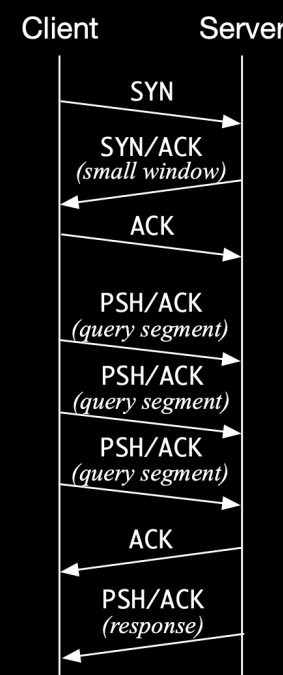 Client Server
SYN
SYN/ACK
(small window)
ACK
PSH/ACK
(query segment)
PSH/ACK
(query segment)
PSH/ACK
(query segment)
ACK
PSH/ACK
(response)